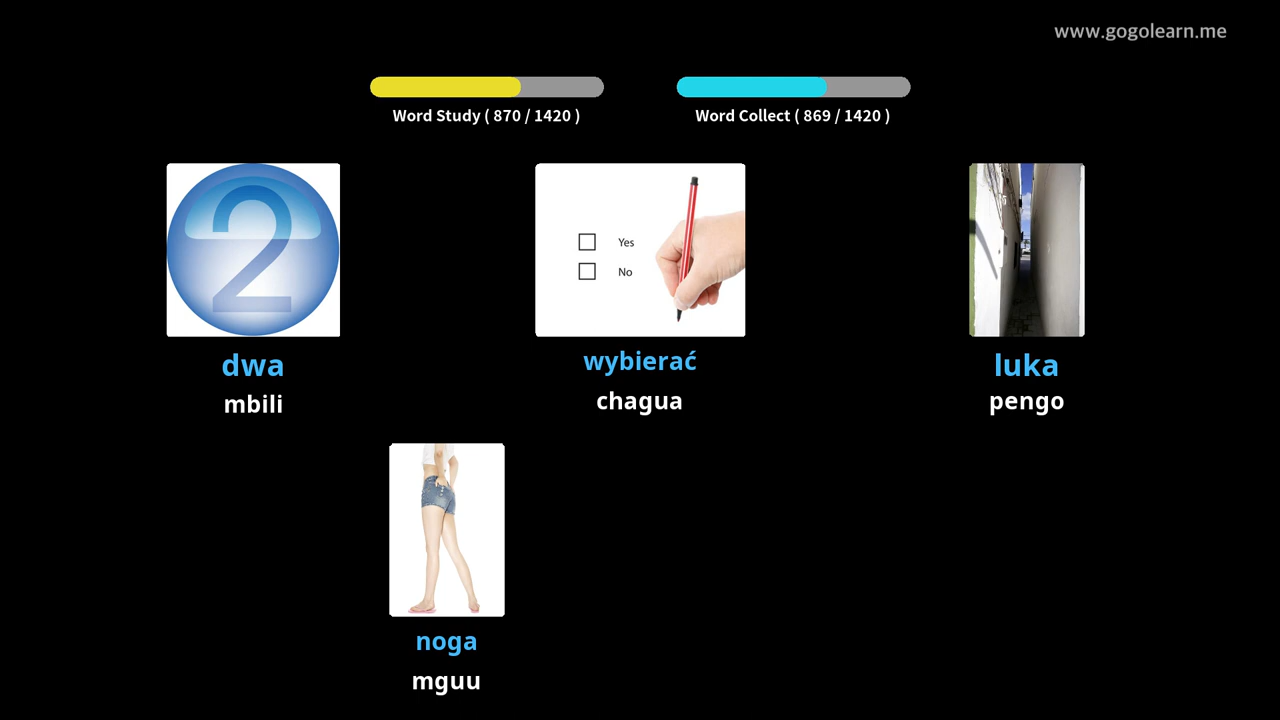 www.gogolearn.me
Word Study ( 870 / 1420 )
Word Collect ( 869 / 1420 )
2
Yes
No
dwa
mbili
wybierać
chagua
luka
pengo
noga
mguu